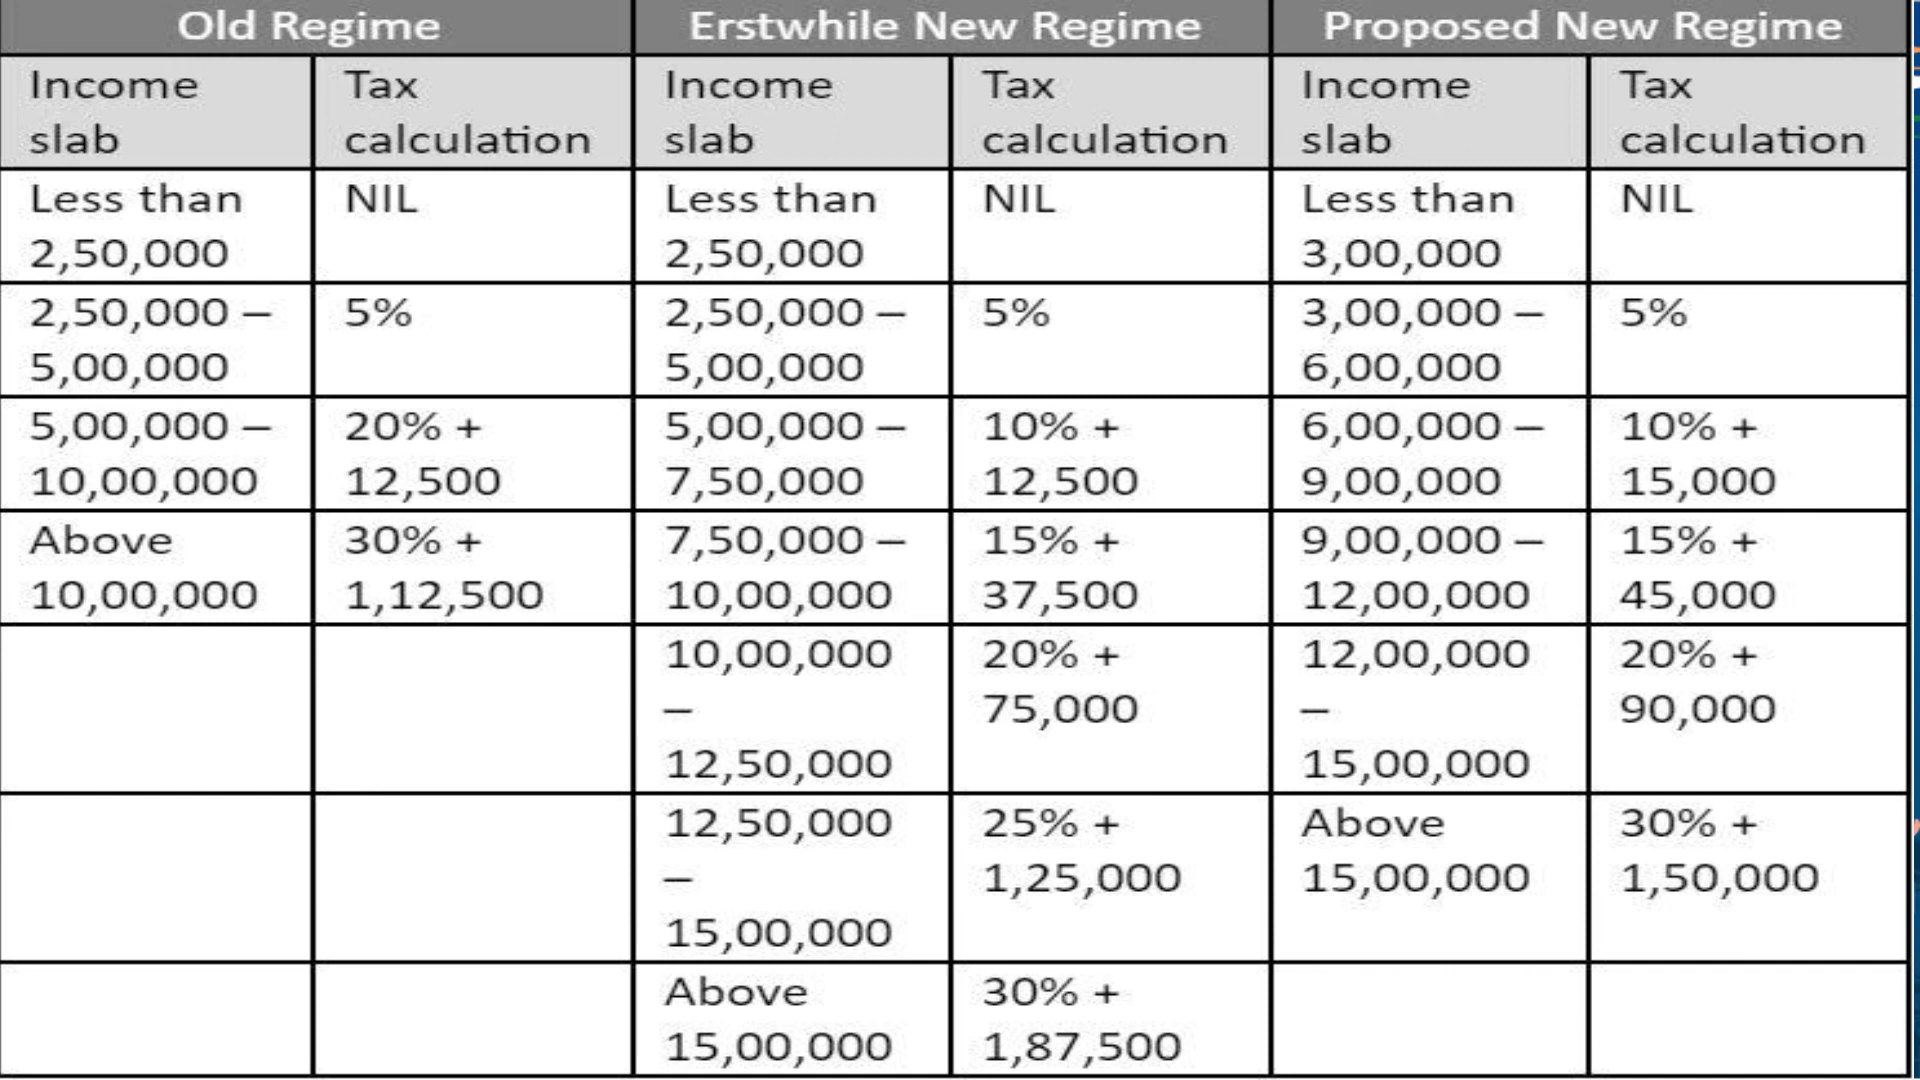 Old Regime
Erstwhile New Regime
Proposed New Regime
Income
slab
Tax
calculation
Income
slab
Tax
calculation
Income
slab
Tax
calculation
Less than
2,50,000
NIL
Less than
2,50,000
NIL
Less than
3,00,000
NIL
2,50,000 –
5,00,000
5%
2,50,000 –
5,00,000
5%
3,00,000 –
6,00,000
5%
5,00,000 –
10,00,000
20% +
12,500
5,00,000 –
7,50,000
10% +
12,500
6,00,000 –
9,00,000
10% +
15,000
Above
10,00,000
30% +
1,12,500
7,50,000 –
10,00,000
15% +
37,500
9,00,000 –
12,00,000
15% +
45,000
10,00,000
–
12,50,000
20% +
75,000
12,00,000
–
15,00,000
20% +
90,000
12,50,000
–
15,00,000
25% +
1,25,000
Above
15,00,000
30% +
1,50,000
Above
15,00,000
30% +
1,87,500